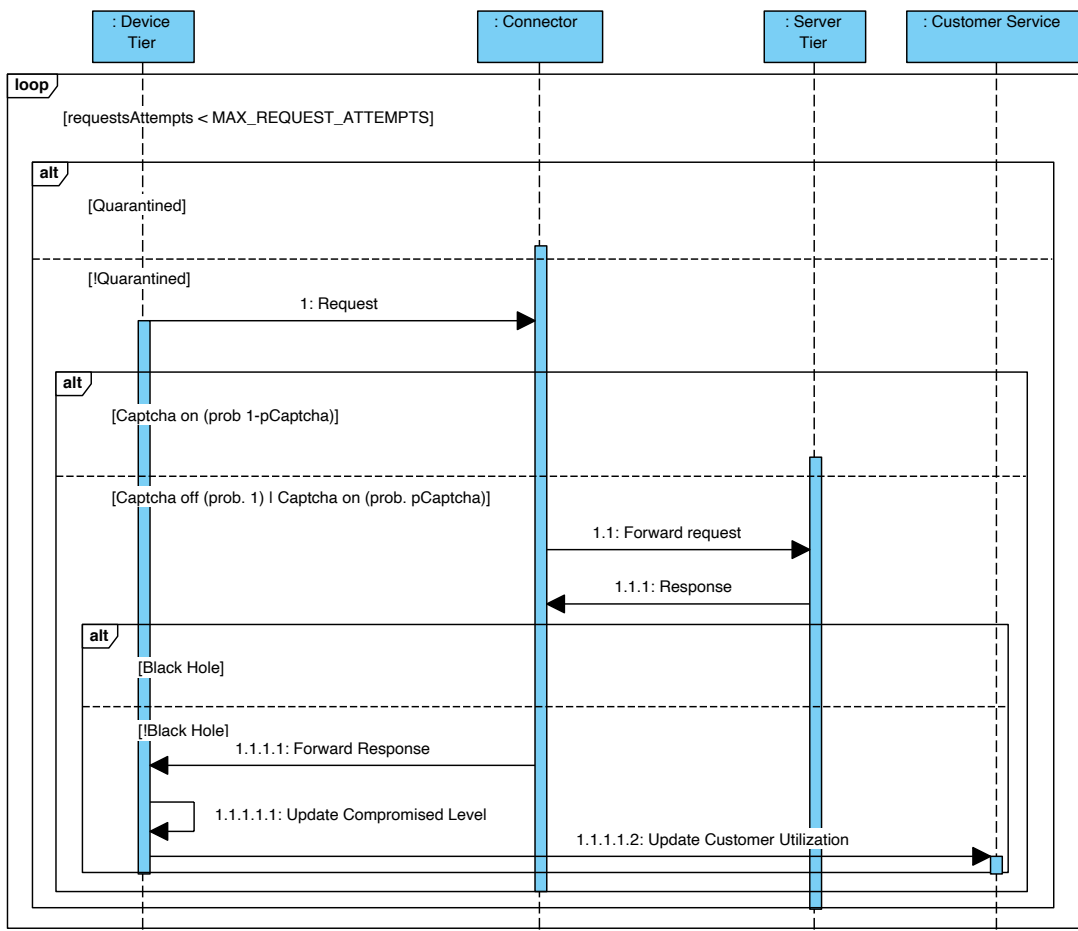 : Device
Tier
: Connector
: Server
Tier
: Customer Service
loop
[requestsAttempts < MAX_REQUEST_ATTEMPTS]
alt
[Quarantined]
[!Quarantined]
1: Request
alt
[Captcha on (prob 1-pCaptcha)]
[Captcha off (prob. 1) | Captcha on (prob. pCaptcha)]
1.1: Forward request
1.1.1: Response
alt
[Black Hole]
[!Black Hole]
1.1.1.1: Forward Response
1.1.1.1.1: Update Compromised Level
1.1.1.1.2: Update Customer Utilization